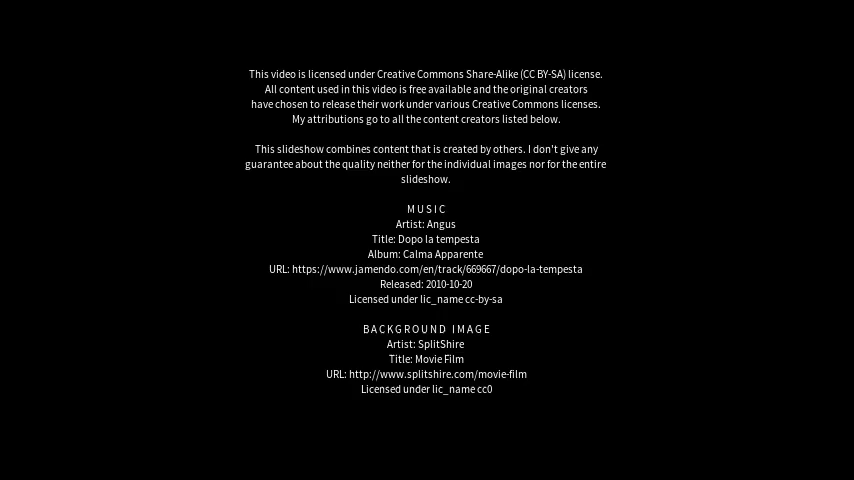 This video is licensed under Creative Commons Share-Alike (CC BY-SA) license.
All content used in this video is free available and the original creators
have chosen to release their work under various Creative Commons licenses.
My attributions go to all the content creators listed below.
This slideshow combines content that is created by others. I don't give any
guarantee about the quality neither for the individual images nor for the entire
slideshow.
MUSIC
Artist: Angus
Title: Dopo la tempesta
Album: Calma Apparente
URL: https://www.jamendo.com/en/track/669667/dopo-la-tempesta
Released: 2010-10-20
Licensed under lic_name cc-by-sa
BACKGROUND IMAGE
Artist: SplitShire
Title: Movie Film
URL: http://www.splitshire.com/movie-film
Licensed under lic_name cc0